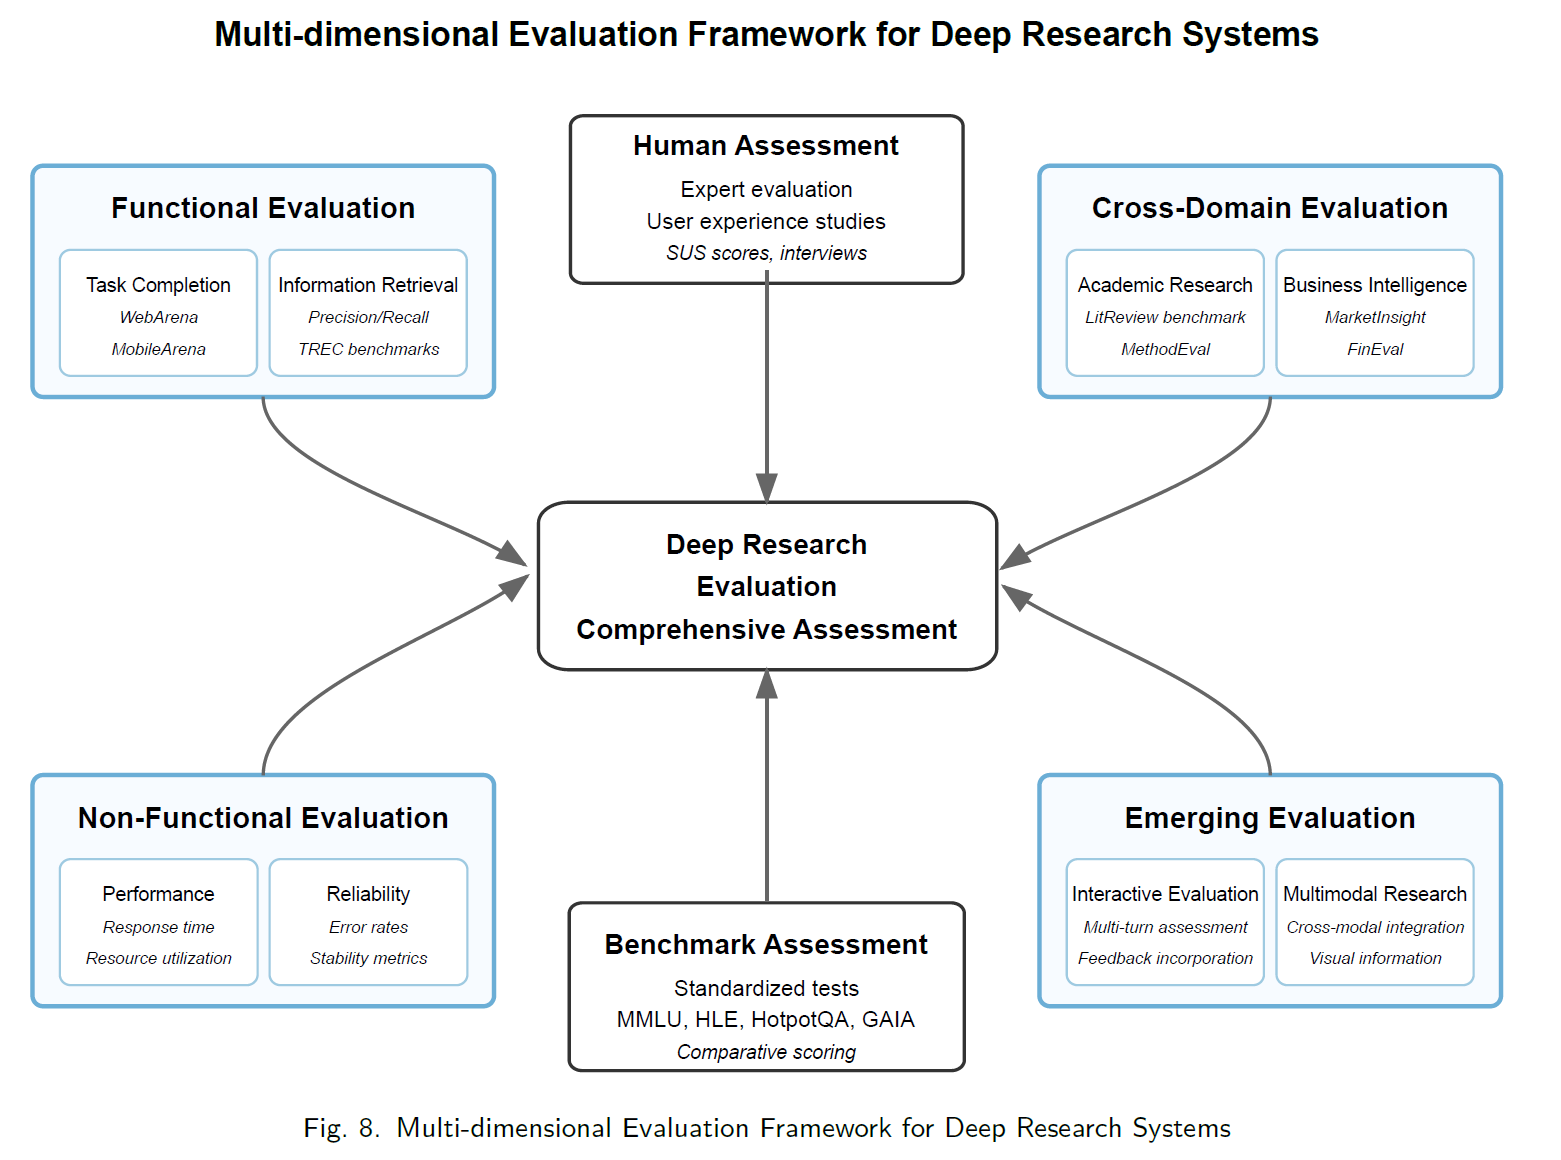 Multi-dimensional Evaluation Framework for Deep Research Systems
Human Assessment
Expert evaluation
User experience studies
SUS scores, interviews
Functional Evaluation
Task Completion
WebArena
MobileArena
Information Retrieval
Precision/Recall
TREC benchmarks
Cross-Domain Evaluation
Academic Research
LitReview benchmark
MethodEval
Business Intelligence
MarketInsight
FinEval
Deep Research
Evaluation
Comprehensive Assessment
Non-Functional Evaluation
Performance
Response time
Resource utilization
Reliability
Error rates
Stability metrics
Benchmark Assessment
Standardized tests
MMLU, HLE, HotpotQA, GAIA
Comparative scoring
Emerging Evaluation
Interactive Evaluation
Multi-turn assessment
Feedback incorporation
Multimodal Research
Cross-modal integration
Visual information
Fig. 8. Multi-dimensional Evaluation Framework for Deep Research Systems